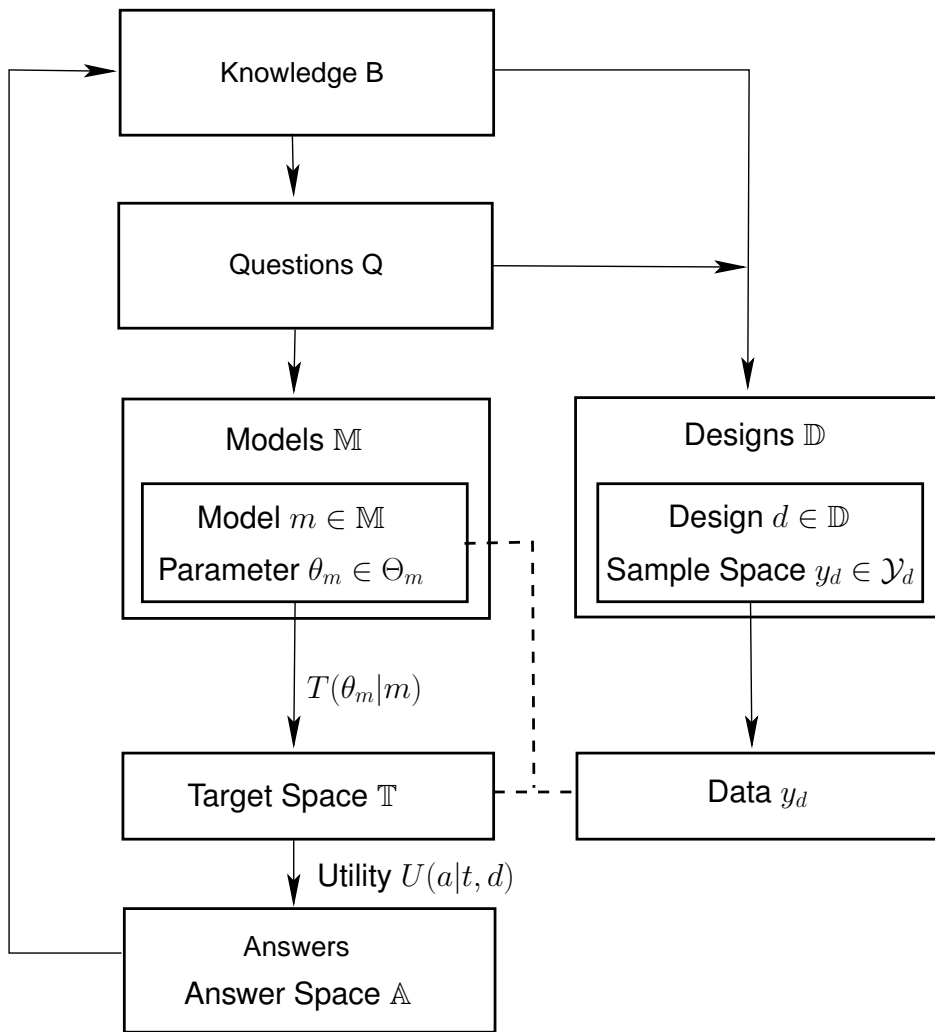 Knowledge B
Questions Q
Models 𝕄
Model m ∈ 𝕄
Parameter θ_m ∈ Θ_m
Designs 𝔻
Design d ∈ 𝔻
Sample Space y_d ∈ 𝒴_d
T(θ_m|m)
Target Space 𝕋
Data y_d
Utility U(a|t, d)
Answers
Answer Space 𝔸